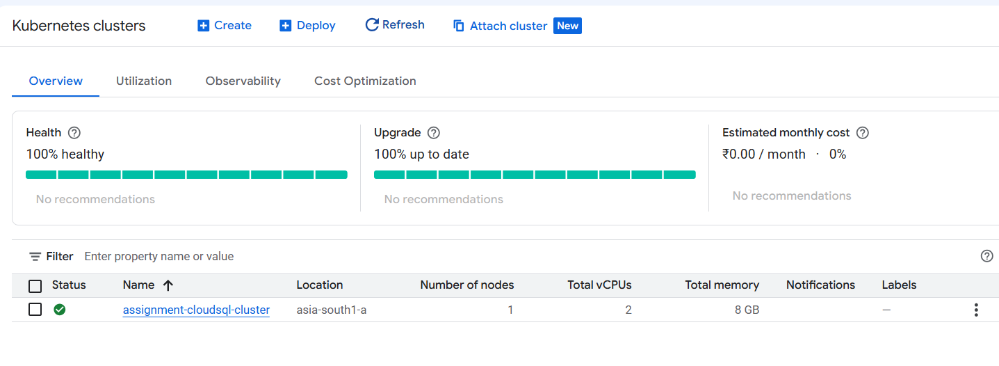 Kubernetes clusters Create Deploy Refresh Attach cluster New
Overview Utilization Observability Cost Optimization
Health Upgrade Estimated monthly cost
100% healthy 100% up to date ₹0.00 / month · 0%
No recommendations No recommendations No recommendations
Filter Enter property name or value
Status Name Location Number of nodes Total vCPUs Total memory Notifications Labels
assignment-cloudsql-cluster asia-south1-a 1 2 8 GB —